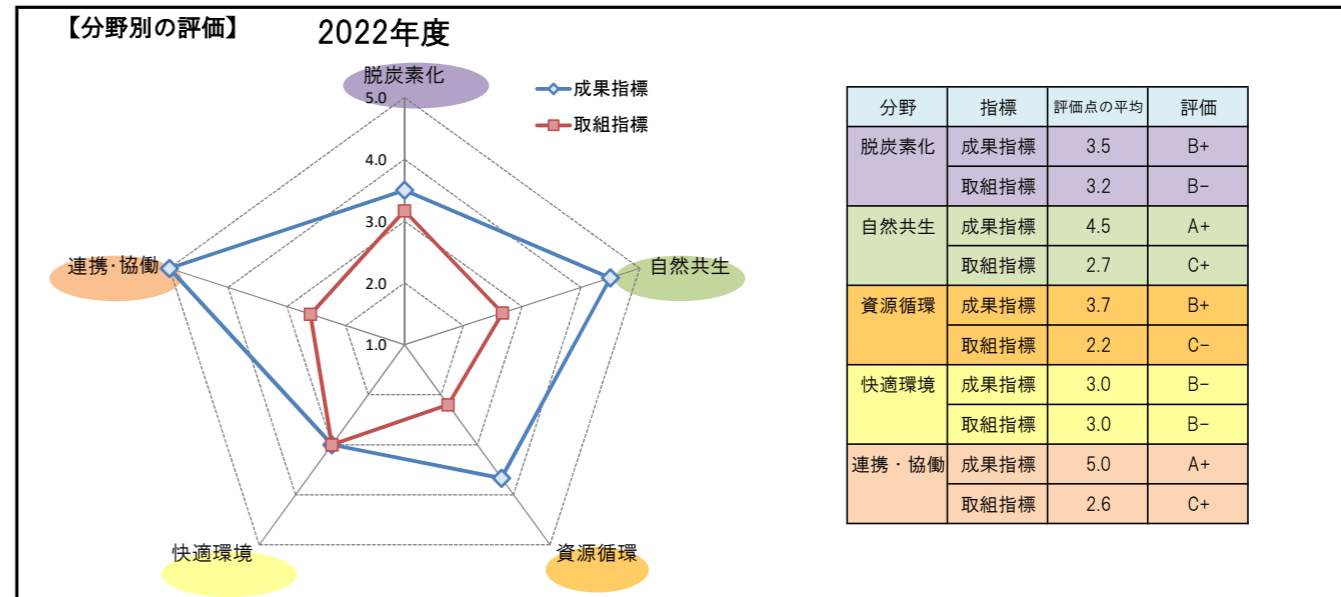 【分野別の評価】
2022年度
脱炭素化
成果指標
取組指標
5.0
4.0
3.0
2.0
1.0
連携・協働
自然共生
快適環境
資源循環
分野 指標 評価点の平均 評価
脱炭素化 成果指標 3.5 B+
取組指標 3.2 B−
自然共生 成果指標 4.5 A+
取組指標 2.7 C+
資源循環 成果指標 3.7 B+
取組指標 2.2 C−
快適環境 成果指標 3.0 B−
取組指標 3.0 B−
連携・協働 成果指標 5.0 A+
取組指標 2.6 C+